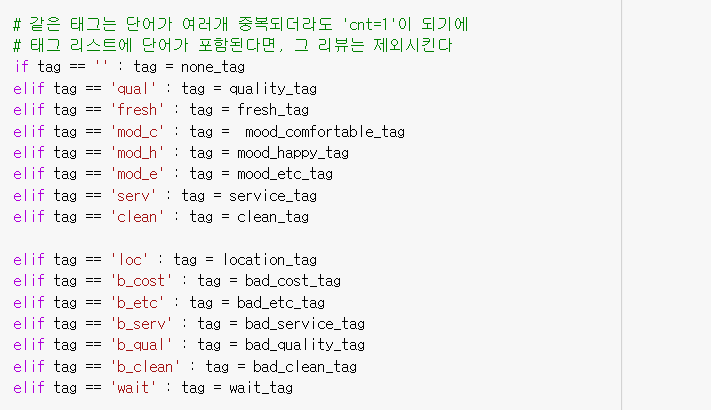 # 같은 태그는 단어가 여러개 중복되더라도 'cnt=1'이 되기에
# 태그 리스트에 단어가 포함된다면, 그 리뷰는 제외시킨다
if tag == '' : tag = none_tag
elif tag == 'qual' : tag = quality_tag
elif tag == 'fresh' : tag = fresh_tag
elif tag == 'mod_c' : tag =  mood_comfortable_tag
elif tag == 'mod_h' : tag = mood_happy_tag
elif tag == 'mod_e' : tag = mood_etc_tag
elif tag == 'serv' : tag = service_tag
elif tag == 'clean' : tag = clean_tag
elif tag == 'loc' : tag = location_tag
elif tag == 'b_cost' : tag = bad_cost_tag
elif tag == 'b_etc' : tag = bad_etc_tag
elif tag == 'b_serv' : tag = bad_service_tag
elif tag == 'b_qual' : tag = bad_quality_tag
elif tag == 'b_clean' : tag = bad_clean_tag
elif tag == 'wait' : tag = wait_tag